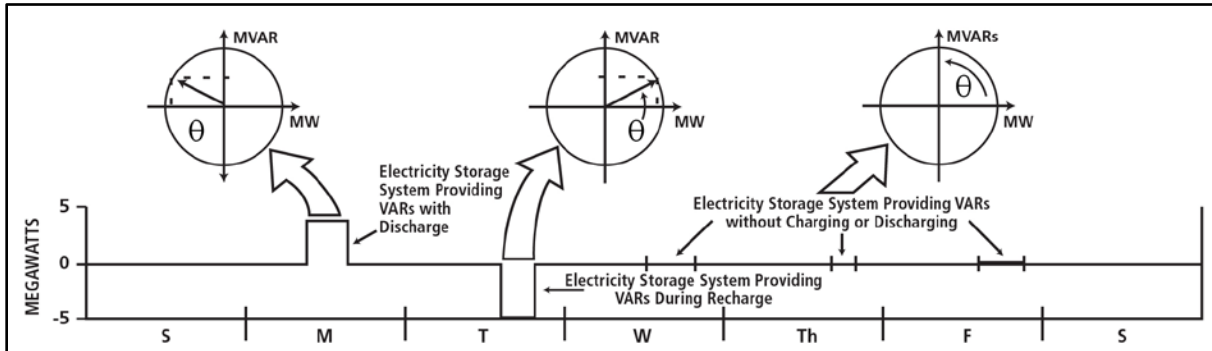 MVAR
MW
θ
MVAR
MW
θ
MVARs
MW
θ
Electricity Storage
System Providing
VARs with
Discharge
Electricity Storage System Providing VARs
without Charging or Discharging
Electricity Storage System Providing
VARs During Recharge
MEGAWATTS
5
0
-5
S
M
T
W
Th
F
S